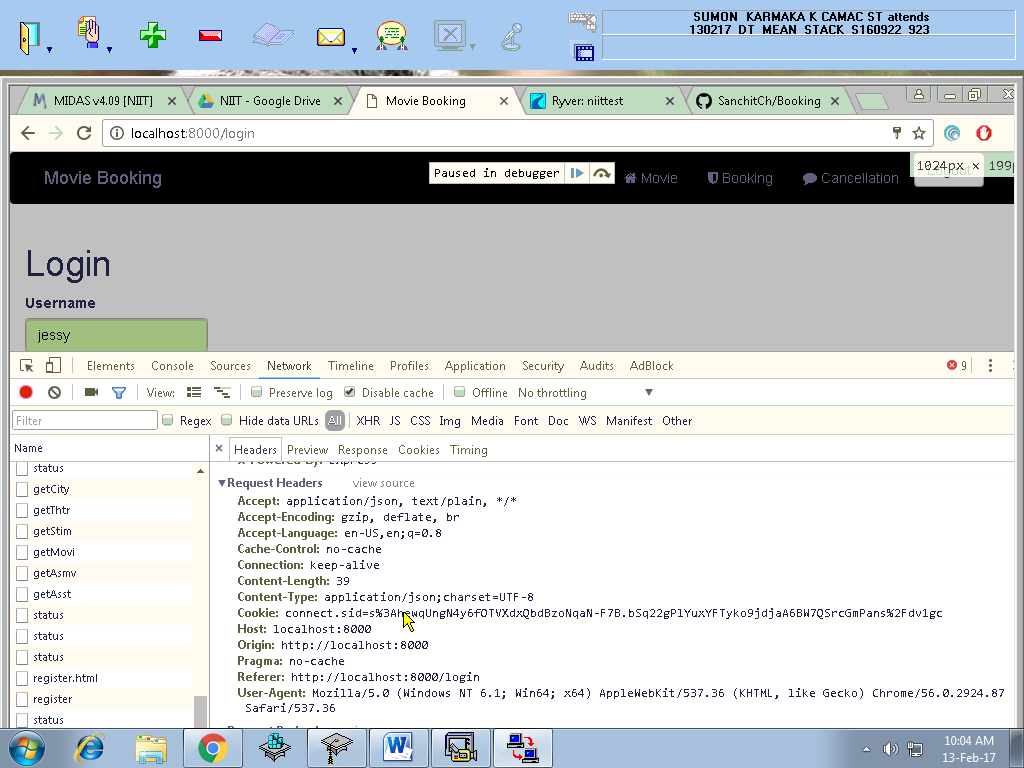 SUMON KARMAKA K CAMAC ST attends
130217 DT MEAN STACK S160922 923
MIDAS v4.09 [NIIT]
NIIT - Google Drive
Movie Booking
Ryver: niittest
SanchitCh/Booking
localhost:8000/login
Movie Booking
Paused in debugger
Movie
Booking
Cancellation
1024px × 199p
Login
Username
jessy
Elements Console Sources Network Timeline Profiles Application Security Audits AdBlock
9
View: Preserve log Disable cache Offline No throttling
Filter Regex Hide data URLs All XHR JS CSS Img Media Font Doc WS Manifest Other
Name
Headers Preview Response Cookies Timing
status
getCity
getThtr
getStim
getMovi
getAsmv
getAsst
status
status
status
register.html
register
status
X-Powered-By: Express
Request Headers view source
Accept: application/json, text/plain, */*
Accept-Encoding: gzip, deflate, br
Accept-Language: en-US,en;q=0.8
Cache-Control: no-cache
Connection: keep-alive
Content-Length: 39
Content-Type: application/json;charset=UTF-8
Cookie:
Host: localhost:8000
Origin: http://localhost:8000
Pragma: no-cache
Referer: http://localhost:8000/login
User-Agent: Mozilla/5.0 (Windows NT 6.1; Win64; x64) AppleWebKit/537.36 (KHTML, like Gecko) Chrome/56.0.2924.87
Safari/537.36
10:04 AM
13-Feb-17